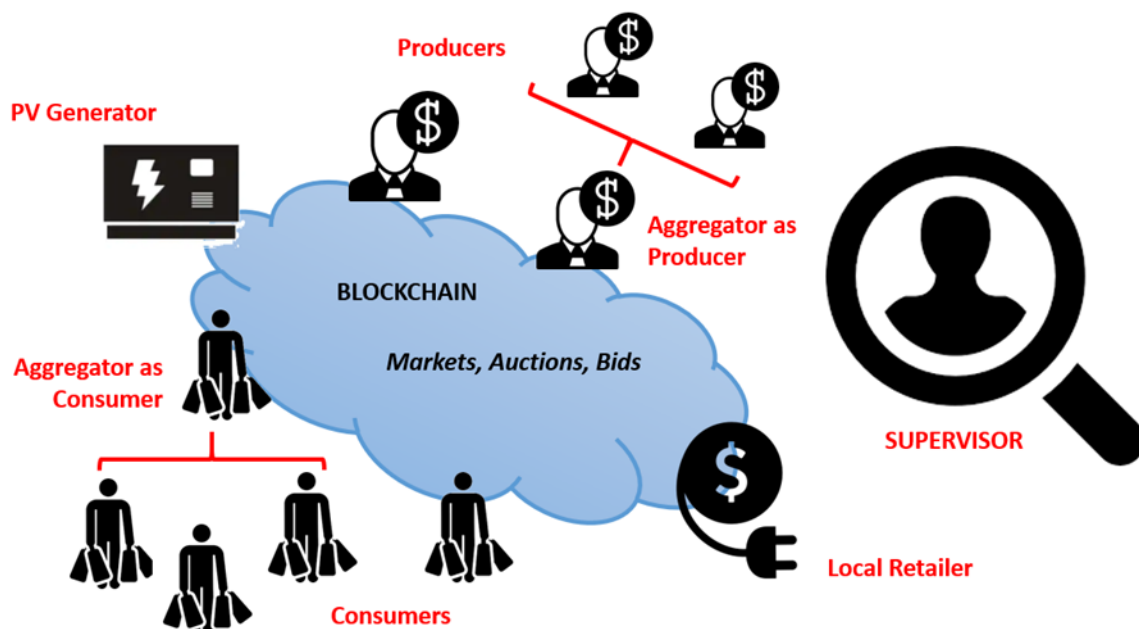 Producers
PV Generator
Aggregator as
Producer
BLOCKCHAIN
Markets, Auctions, Bids
Aggregator as
Consumer
SUPERVISOR
Local Retailer
Consumers